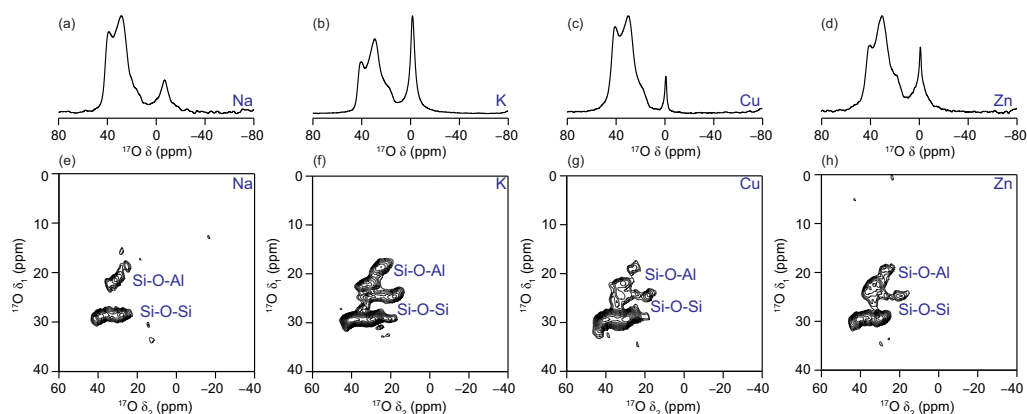 (a)
Na
80 40 0 −40 −80
¹⁷O δ (ppm)
(b)
K
80 40 0 −40 −80
¹⁷O δ (ppm)
(c)
Cu
80 40 0 −40 −80
¹⁷O δ (ppm)
(d)
Zn
80 40 0 −40 −80
¹⁷O δ (ppm)
(e)
Na
0
10
20
30
40
¹⁷O δ₁ (ppm)
Si-O-Al
Si-O-Si
60 40 20 0 −20 −40
¹⁷O δ₂ (ppm)
(f)
K
0
10
20
30
40
¹⁷O δ₁ (ppm)
Si-O-Al
Si-O-Si
60 40 20 0 −20 −40
¹⁷O δ₂ (ppm)
(g)
Cu
0
10
20
30
40
¹⁷O δ₁ (ppm)
Si-O-Al
Si-O-Si
60 40 20 0 −20 −40
¹⁷O δ₂ (ppm)
(h)
Zn
0
10
20
30
40
¹⁷O δ₁ (ppm)
Si-O-Al
Si-O-Si
60 40 20 0 −20 −40
¹⁷O δ₂ (ppm)